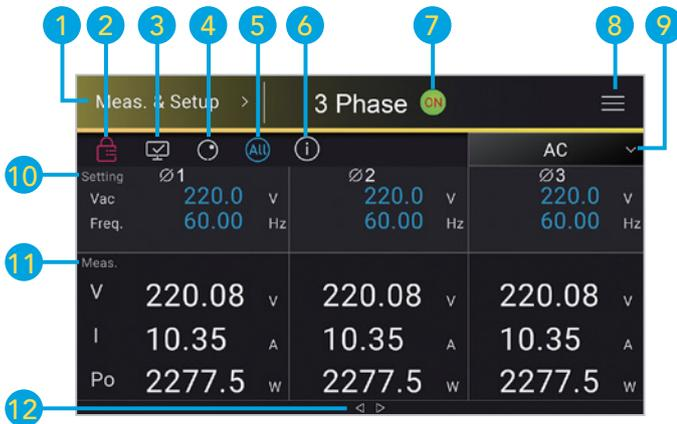 1 2 3 4 5 6 7 8 9
Meas. & Setup > 3 Phase ON
All i AC
10 Setting Ø1 Ø2 Ø3
Vac 220.0 V 220.0 V 220.0 V
Freq. 60.00 Hz 60.00 Hz 60.00 Hz
11 Meas.
V 220.08 V 220.08 V 220.08 V
I 10.35 A 10.35 A 10.35 A
Po 2277.5 W 2277.5 W 2277.5 W
12